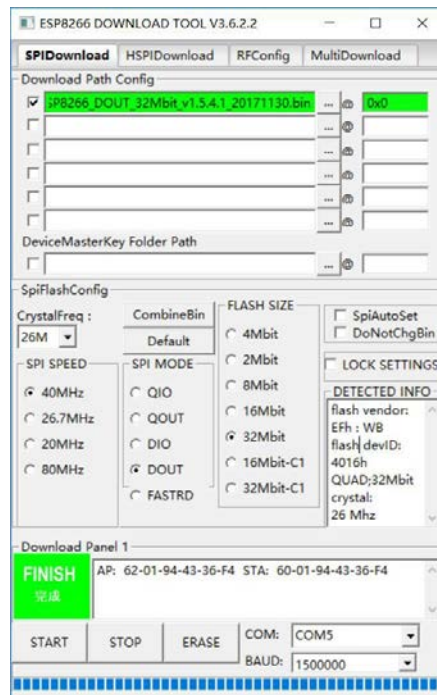 ESP8266 DOWNLOAD TOOL V3.6.2.2
SPIDownload HSPIDownload RFConfig MultiDownload
Download Path Config
SP8266_DOUT_32Mbit_v1.5.4.1_20171130.bin ... @ 0x0
... @
... @
... @
... @
... @
DeviceMasterKey Folder Path
... @
SpiFlashConfig
CrystalFreq :
26M
CombineBin
Default
SPI SPEED
40MHz
26.7MHz
20MHz
80MHz
SPI MODE
QIO
QOUT
DIO
DOUT
FASTRD
FLASH SIZE
4Mbit
2Mbit
8Mbit
16Mbit
32Mbit
16Mbit-C1
32Mbit-C1
SpiAutoSet
DoNotChgBin
LOCK SETTINGS
DETECTED INFO
flash vendor:
EFh : WB
flash devID:
4016h
QUAD;32Mbit
crystal:
26 Mhz
Download Panel 1
FINISH
完成
AP: 62-01-94-43-36-F4 STA: 60-01-94-43-36-F4
START STOP ERASE
COM: COM5
BAUD: 1500000